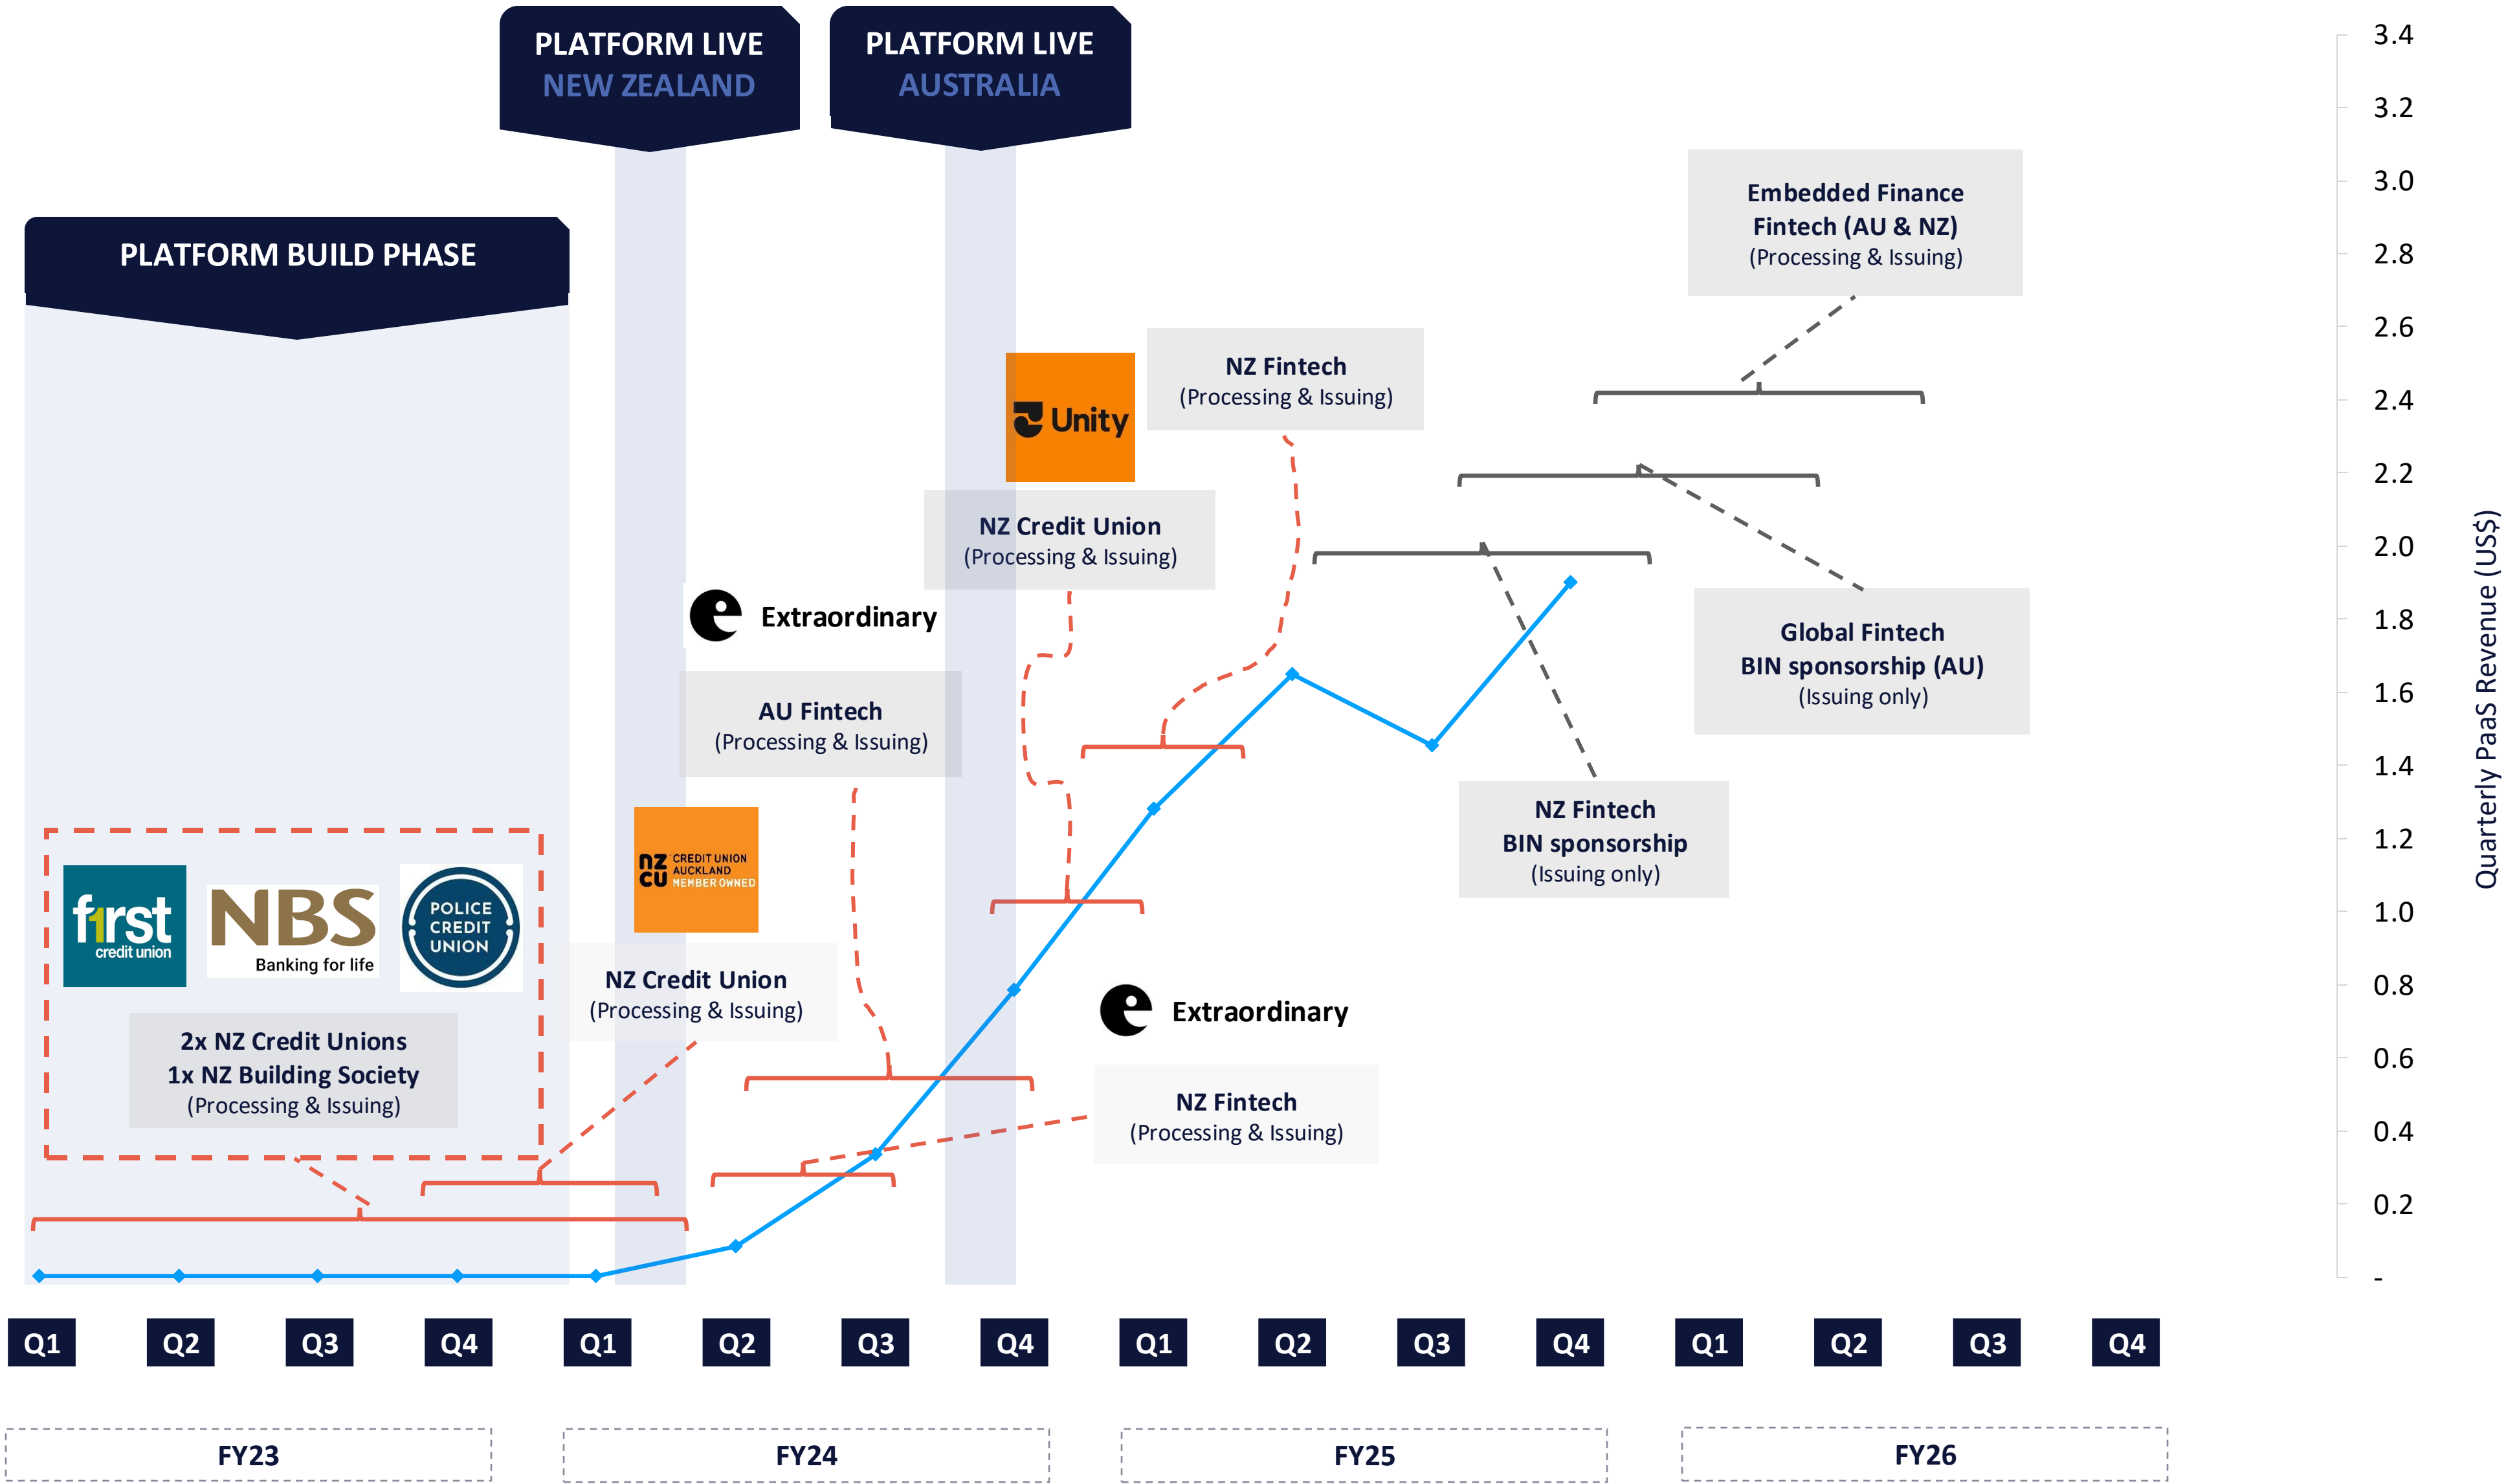 PLATFORM LIVE
NEW ZEALAND
PLATFORM LIVE
AUSTRALIA
PLATFORM BUILD PHASE
Embedded Finance
Fintech (AU & NZ)
(Processing & Issuing)
NZ Fintech
(Processing & Issuing)
Unity
NZ Credit Union
(Processing & Issuing)
Extraordinary
AU Fintech
(Processing & Issuing)
Global Fintech
BIN sponsorship (AU)
(Issuing only)
NZ Fintech
BIN sponsorship
(Issuing only)
nz
CU
CREDIT UNION
AUCKLAND
MEMBER OWNED
NZ Credit Union
(Processing & Issuing)
f1rst
credit union
NBS
Banking for life
POLICE
CREDIT
UNION
2x NZ Credit Unions
1x NZ Building Society
(Processing & Issuing)
Extraordinary
NZ Fintech
(Processing & Issuing)
3.4
3.2
3.0
2.8
2.6
2.4
2.2
2.0
1.8
1.6
1.4
1.2
1.0
0.8
0.6
0.4
0.2
-
Quarterly PaaS Revenue (US$)
Q1 Q2 Q3 Q4 Q1 Q2 Q3 Q4 Q1 Q2 Q3 Q4 Q1 Q2 Q3 Q4
FY23 FY24 FY25 FY26